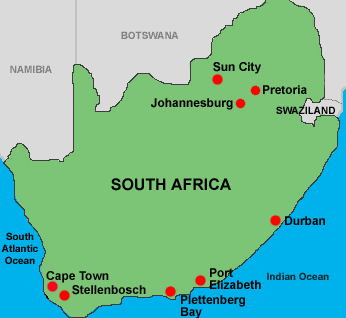 BOTSWANA
NAMIBIA
Sun City
Pretoria
Johannesburg
SWAZILAND
SOUTH AFRICA
Durban
South
Atlantic
Ocean
Indian Ocean
Cape Town
Stellenbosch
Port
Elizabeth
Plettenberg
Bay